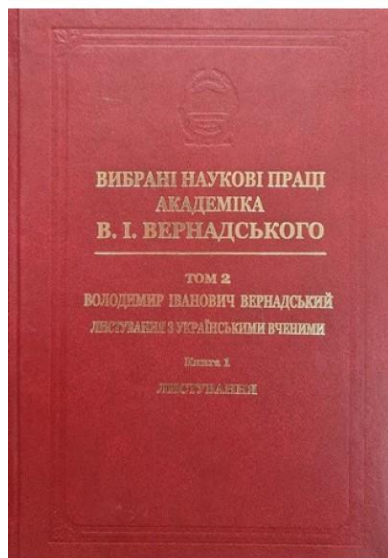 ВИБРАНІ НАУКОВІ ПРАЦІ
АКАДЕМІКА
В. І. ВЕРНАДСЬКОГО
ТОМ 2
ВОЛОДИМИР ІВАНОВИЧ ВЕРНАДСЬКИЙ
ЛИСТУВАННЯ З УКРАЇНСЬКИМИ ВЧЕНИМИ
Книга 1
ЛИСТУВАННЯ